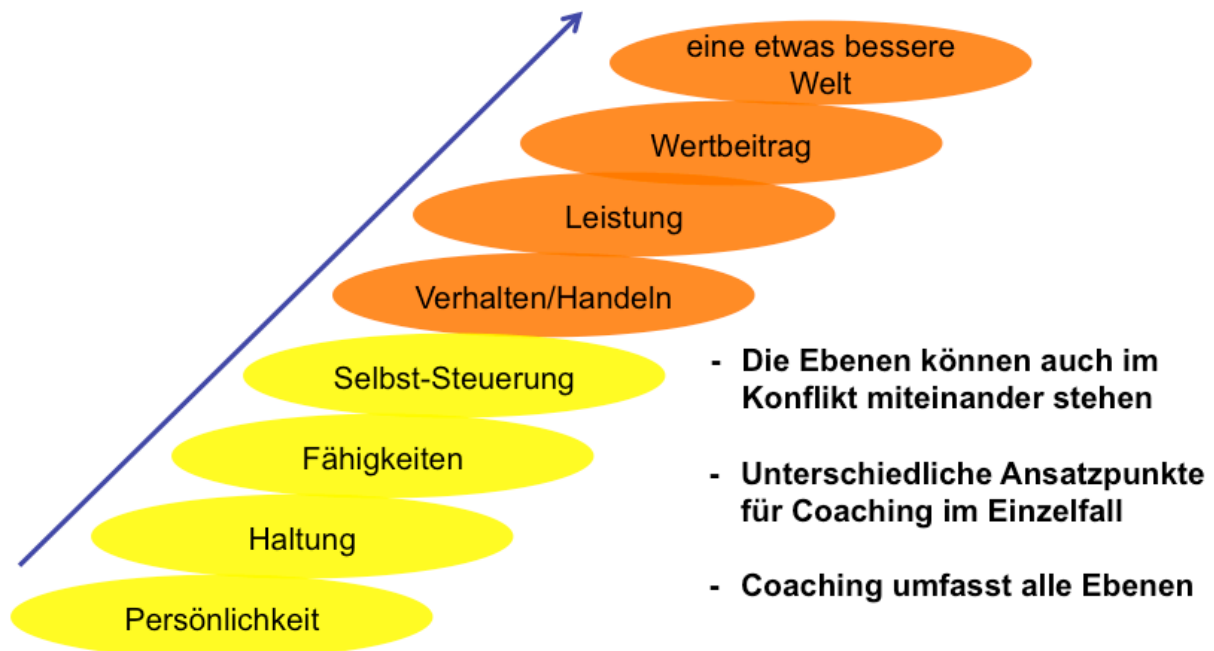 eine etwas bessere
Welt
Wertbeitrag
Leistung
Verhalten/Handeln
Selbst-Steuerung
Fähigkeiten
Haltung
Persönlichkeit
- Die Ebenen können auch im
Konflikt miteinander stehen
- Unterschiedliche Ansatzpunkte
für Coaching im Einzelfall
- Coaching umfasst alle Ebenen